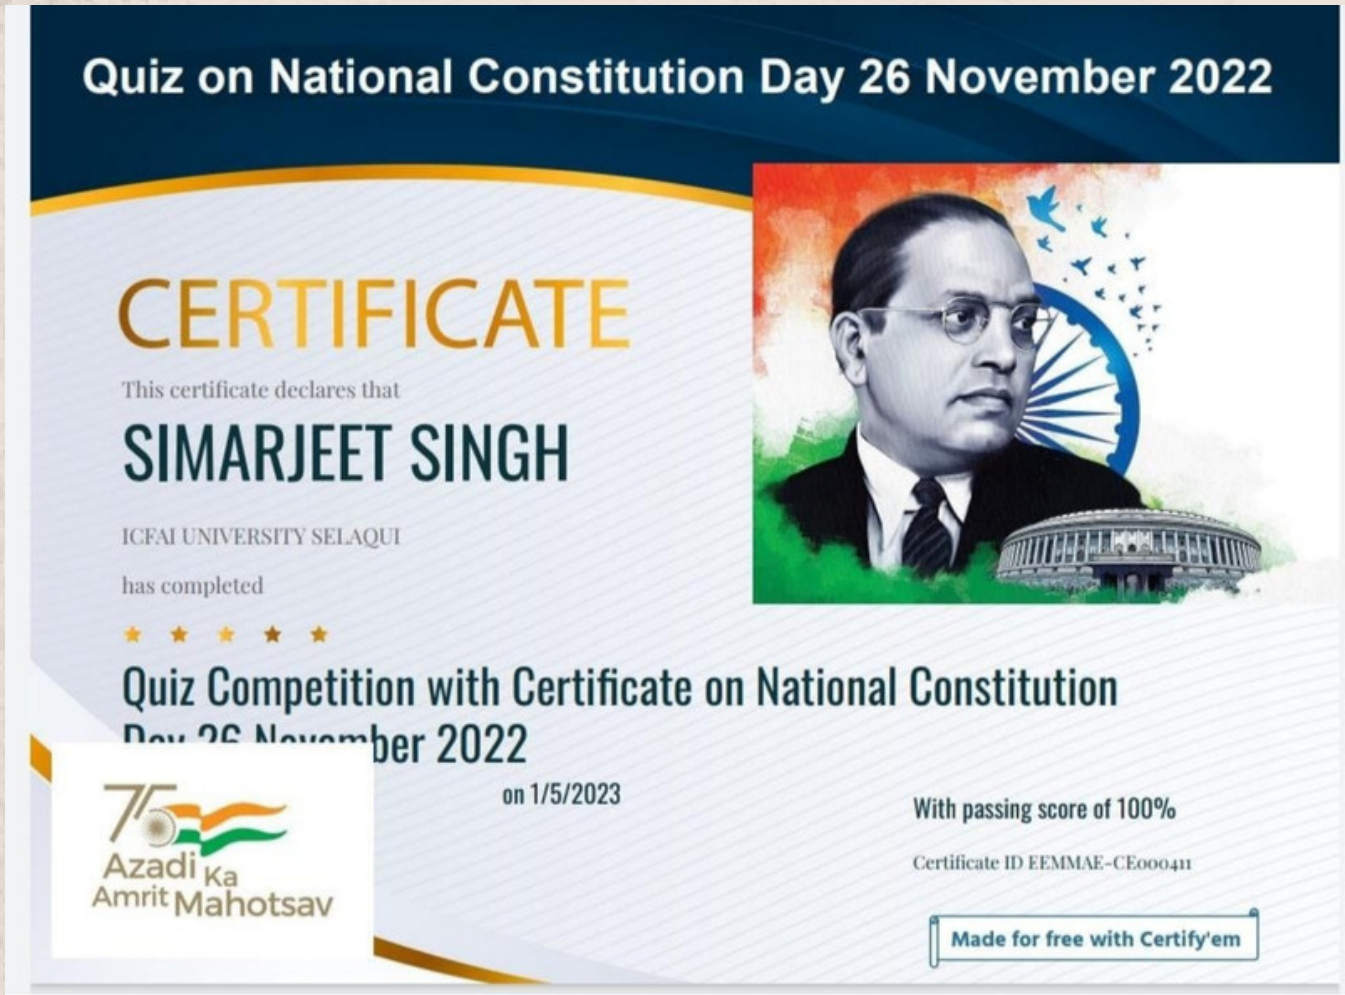 Quiz on National Constitution Day 26 November 2022
CERTIFICATE
This certificate declares that
SIMARJEET SINGH
ICFAI UNIVERSITY SELAQUI
has completed
Quiz Competition with Certificate on National Constitution
Day 26 November 2022
on 1/5/2023
With passing score of 100%
Certificate ID EEMMAE-CE000411
75
Azadi Ka
Amrit Mahotsav
Made for free with Certify'em